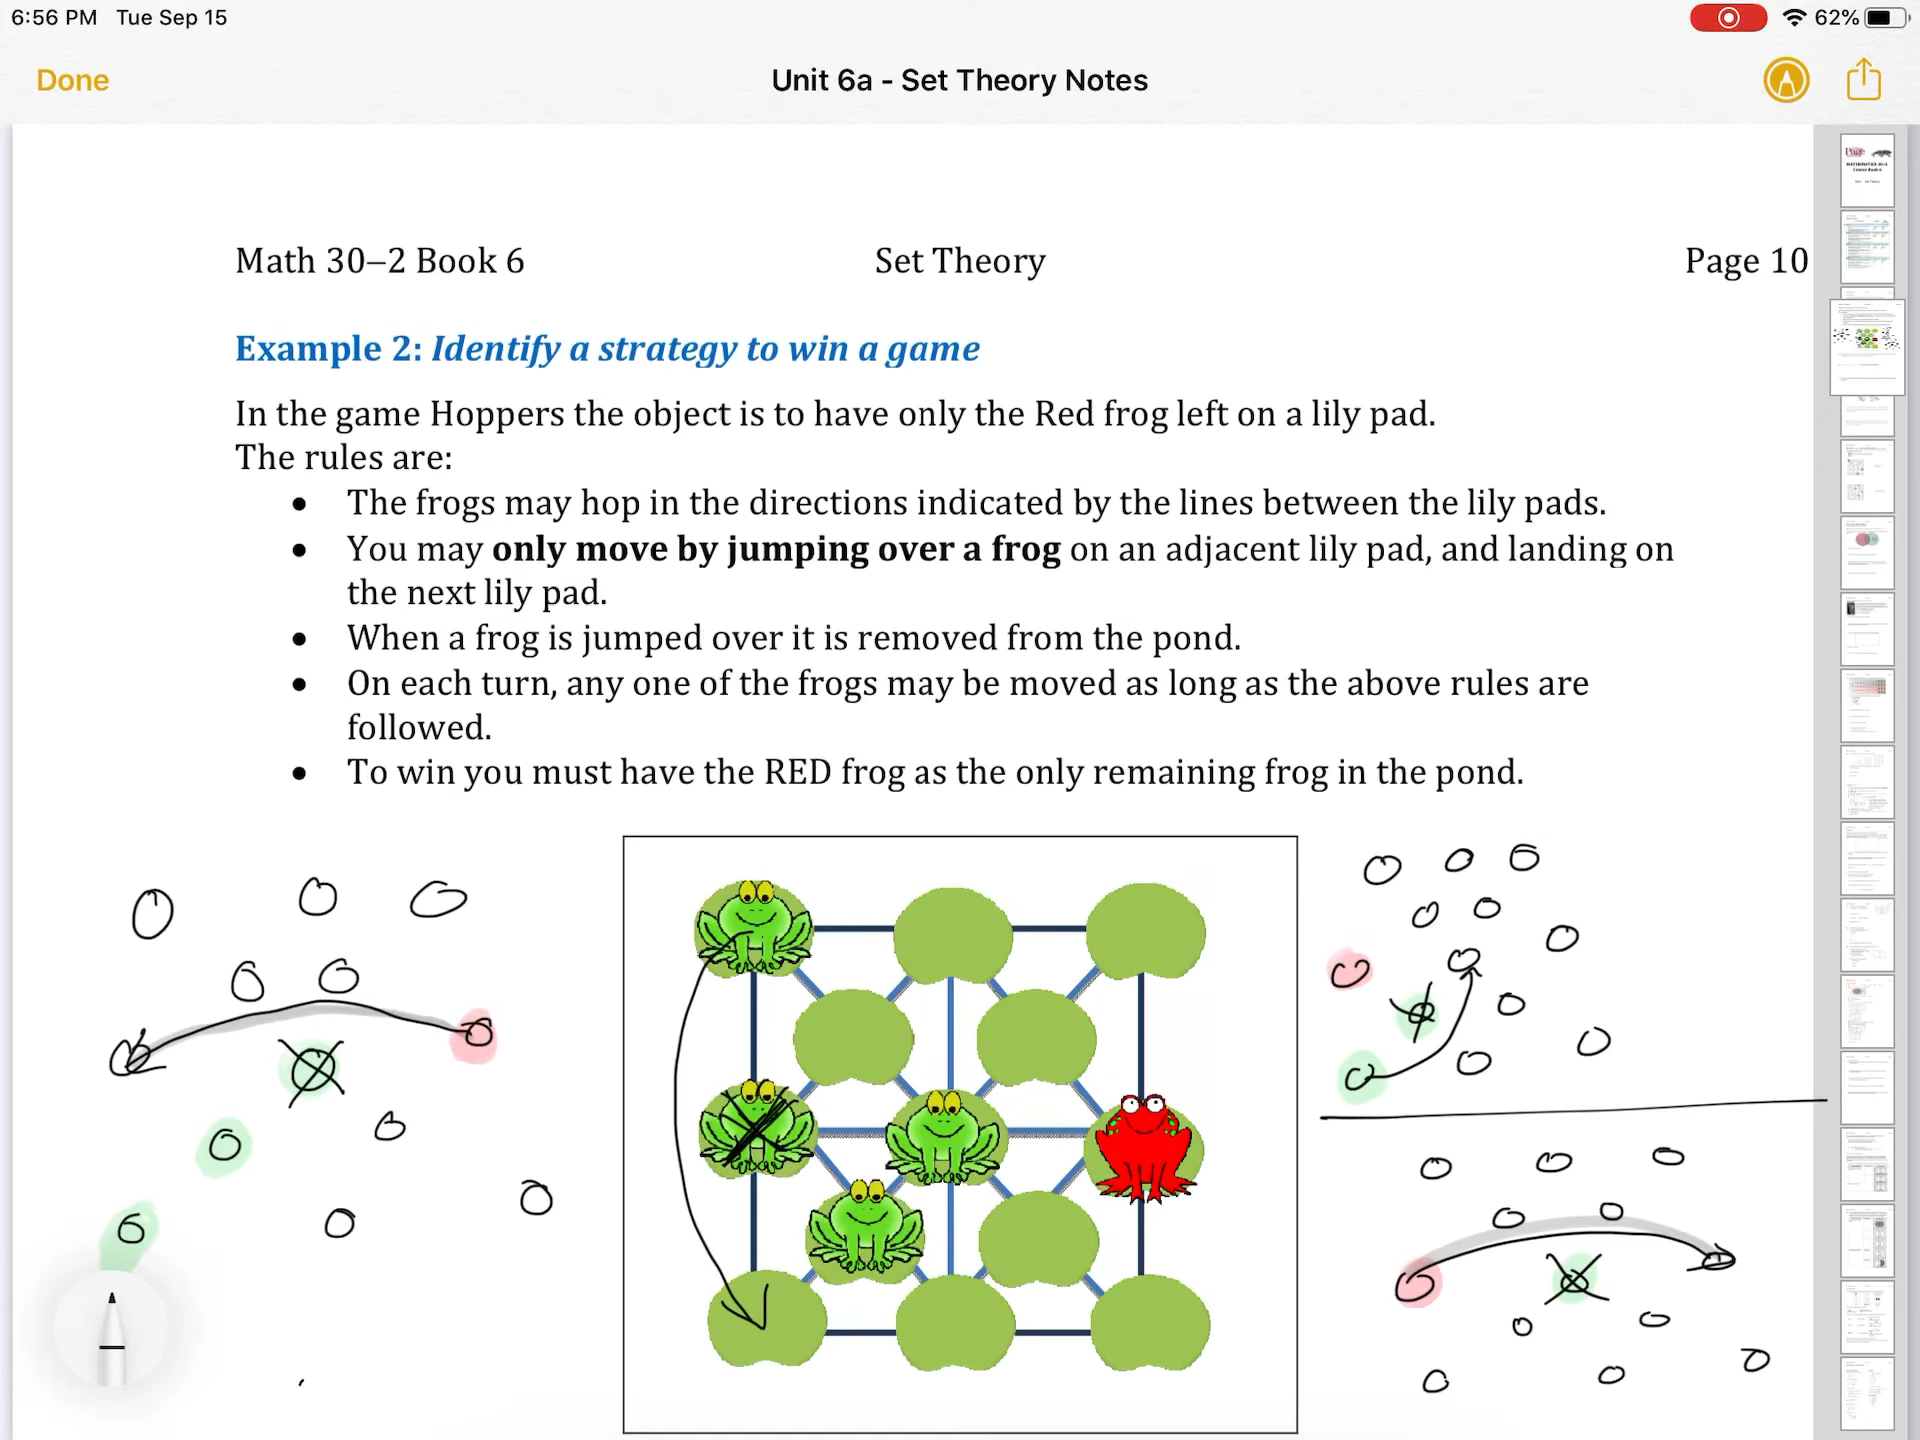 6:56 PM Tue Sep 15
62%
Done
Unit 6a - Set Theory Notes
Math 30–2 Book 6
Set Theory
Page 10
Example 2: Identify a strategy to win a game
In the game Hoppers the object is to have only the Red frog left on a lily pad.
The rules are:
• The frogs may hop in the directions indicated by the lines between the lily pads.
• You may only move by jumping over a frog on an adjacent lily pad, and landing on
the next lily pad.
• When a frog is jumped over it is removed from the pond.
• On each turn, any one of the frogs may be moved as long as the above rules are
followed.
• To win you must have the RED frog as the only remaining frog in the pond.